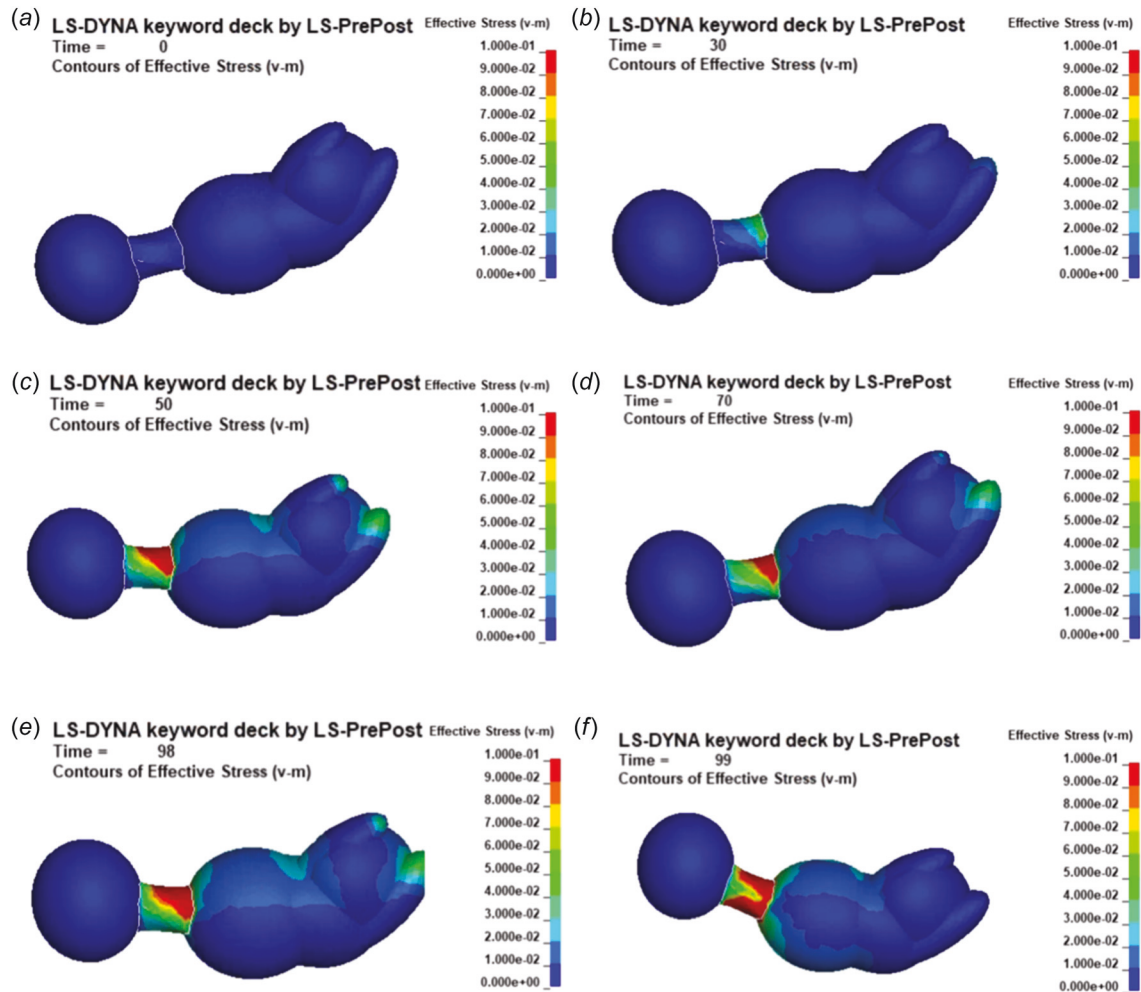 (a)
LS-DYNA keyword deck by LS-PrePost
Time = 0
Contours of Effective Stress (v-m)
Effective Stress (v-m)
1.000e-01
9.000e-02
8.000e-02
7.000e-02
6.000e-02
5.000e-02
4.000e-02
3.000e-02
2.000e-02
1.000e-02
0.000e+00
(b)
LS-DYNA keyword deck by LS-PrePost
Time = 30
Contours of Effective Stress (v-m)
Effective Stress (v-m)
1.000e-01
9.000e-02
8.000e-02
7.000e-02
6.000e-02
5.000e-02
4.000e-02
3.000e-02
2.000e-02
1.000e-02
0.000e+00
(c)
LS-DYNA keyword deck by LS-PrePost
Time = 50
Contours of Effective Stress (v-m)
Effective Stress (v-m)
1.000e-01
9.000e-02
8.000e-02
7.000e-02
6.000e-02
5.000e-02
4.000e-02
3.000e-02
2.000e-02
1.000e-02
0.000e+00
(d)
LS-DYNA keyword deck by LS-PrePost
Time = 70
Contours of Effective Stress (v-m)
Effective Stress (v-m)
1.000e-01
9.000e-02
8.000e-02
7.000e-02
6.000e-02
5.000e-02
4.000e-02
3.000e-02
2.000e-02
1.000e-02
0.000e+00
(e)
LS-DYNA keyword deck by LS-PrePost
Time = 98
Contours of Effective Stress (v-m)
Effective Stress (v-m)
1.000e-01
9.000e-02
8.000e-02
7.000e-02
6.000e-02
5.000e-02
4.000e-02
3.000e-02
2.000e-02
1.000e-02
0.000e+00
(f)
LS-DYNA keyword deck by LS-PrePost
Time = 99
Contours of Effective Stress (v-m)
Effective Stress (v-m)
1.000e-01
9.000e-02
8.000e-02
7.000e-02
6.000e-02
5.000e-02
4.000e-02
3.000e-02
2.000e-02
1.000e-02
0.000e+00